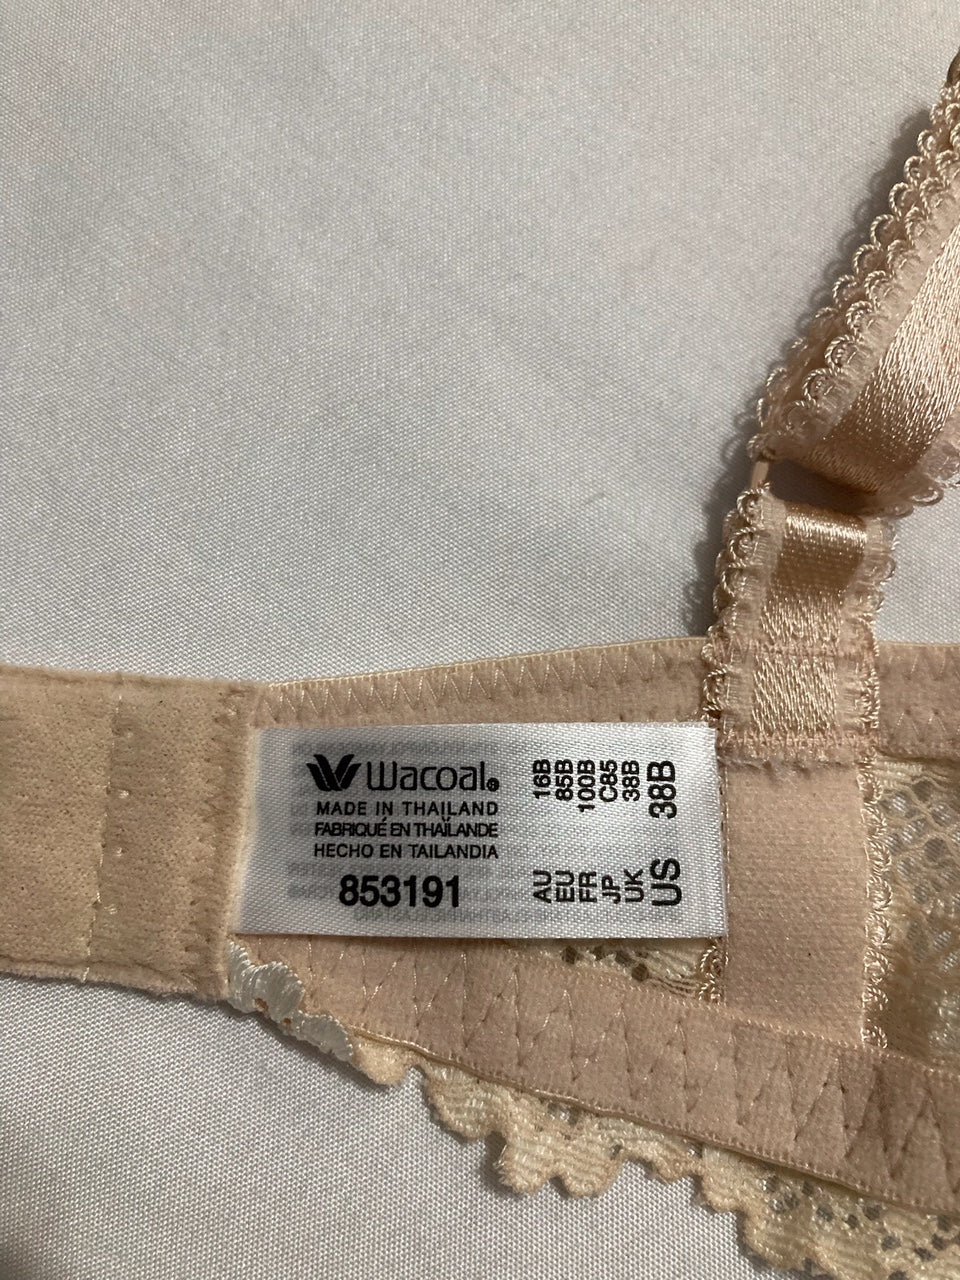 Wacoal®
MADE IN THAILAND
FABRIQUÉ EN THAÏLANDE
HECHO EN TAILANDIA
853191
AU 16B
EU 85B
FR 100B
JP C85
UK 38B
US 38B